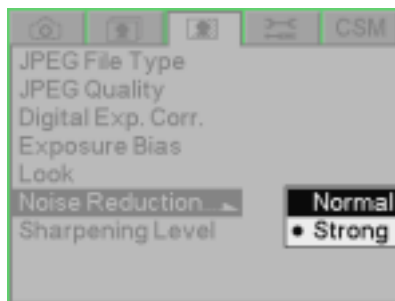 CSM
JPEG File Type
JPEG Quality
Digital Exp. Corr.
Exposure Bias
Look
Noise Reduction
Normal
Sharpening Level
• Strong